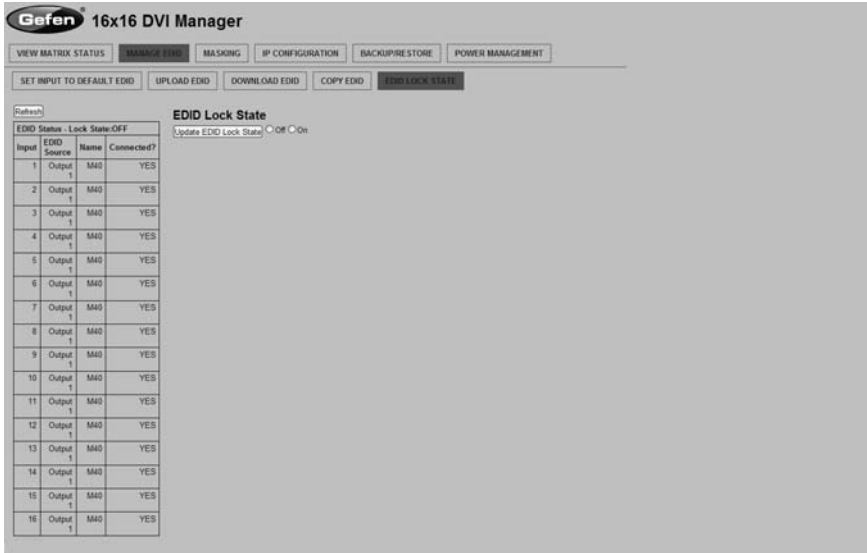 Gefen 16x16 DVI Manager
VIEW MATRIX STATUS MANAGE EDID MASKING IP CONFIGURATION BACKUP/RESTORE POWER MANAGEMENT
SET INPUT TO DEFAULT EDID UPLOAD EDID DOWNLOAD EDID COPY EDID EDID LOCK STATE
Refresh
EDID Lock State
Update EDID Lock State Off On
EDID Status - Lock State:OFF
Input EDID Source Name Connected?
1 Output 1 M40 YES
2 Output 1 M40 YES
3 Output 1 M40 YES
4 Output 1 M40 YES
5 Output 1 M40 YES
6 Output 1 M40 YES
7 Output 1 M40 YES
8 Output 1 M40 YES
9 Output 1 M40 YES
10 Output 1 M40 YES
11 Output 1 M40 YES
12 Output 1 M40 YES
13 Output 1 M40 YES
14 Output 1 M40 YES
15 Output 1 M40 YES
16 Output 1 M40 YES